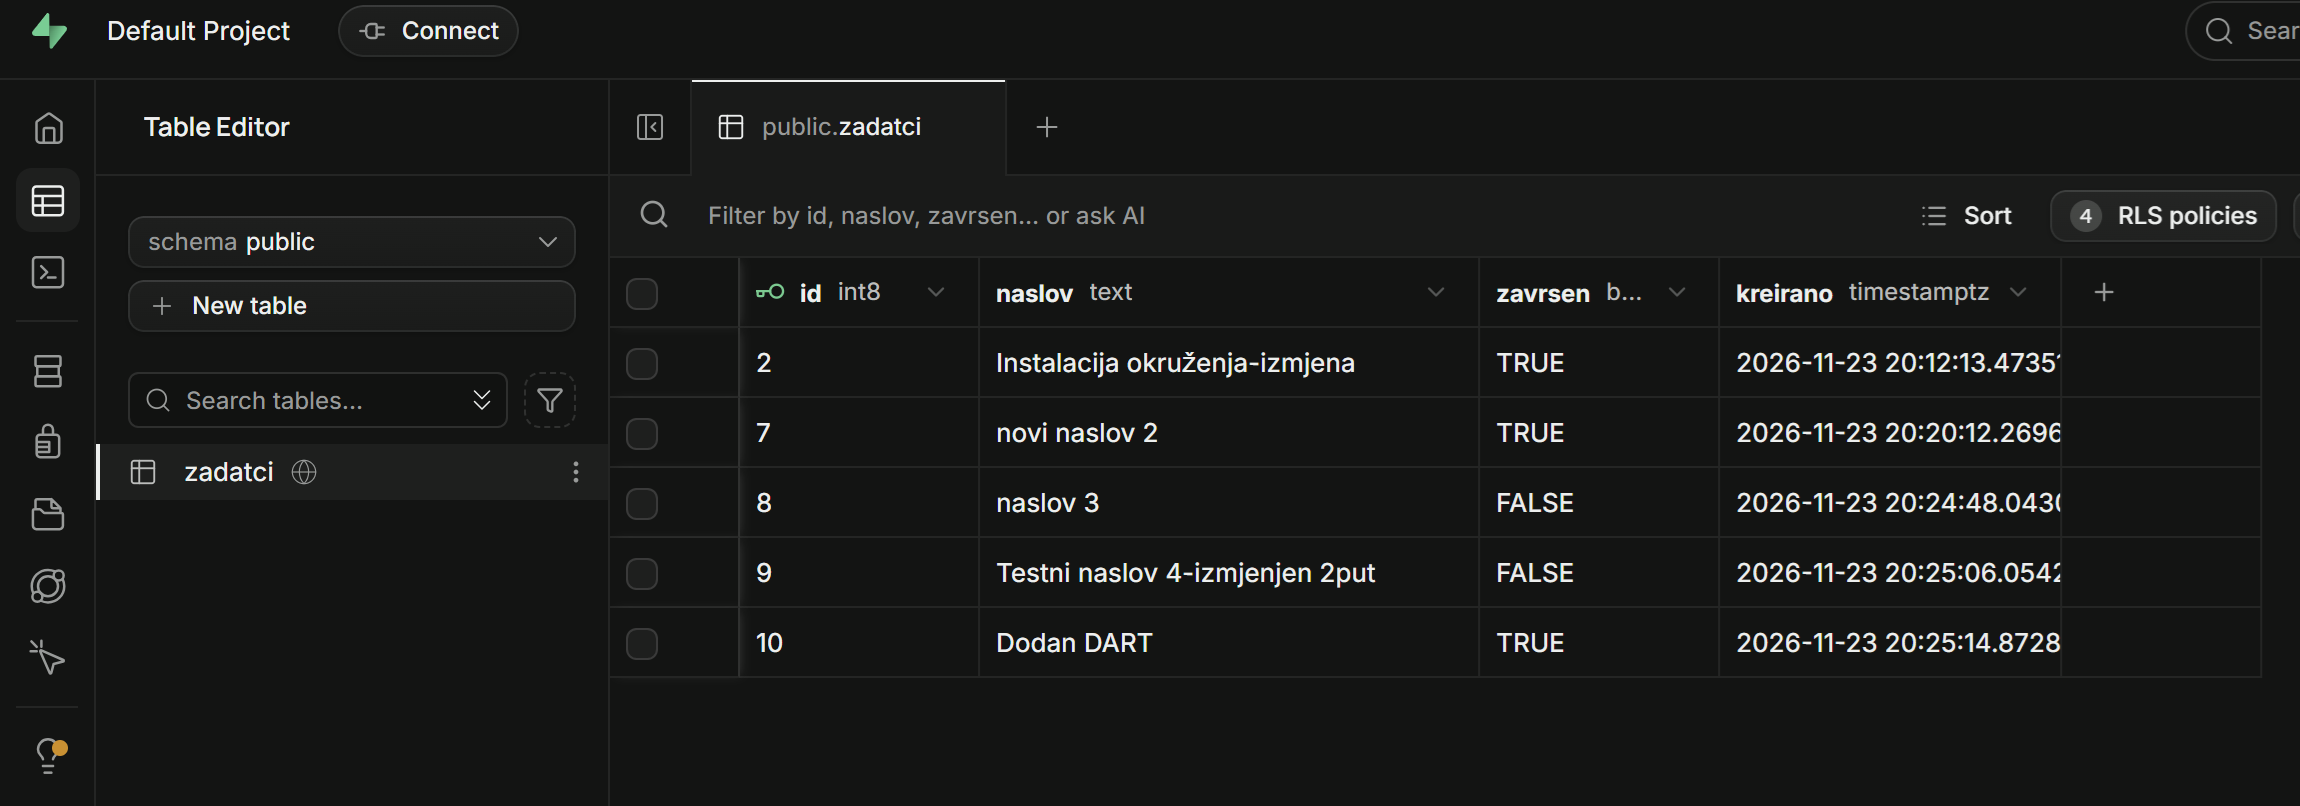 Default Project
Connect
Sear
Table Editor
public.zadatci
schema public
New table
Search tables...
zadatci
Filter by id, naslov, zavrsen... or ask AI
Sort
4 RLS policies
id int8 naslov text zavrsen b... kreirano timestamptz
2 Instalacija okruženja-izmjena TRUE 2026-11-23 20:12:13.4735
7 novi naslov 2 TRUE 2026-11-23 20:20:12.2696
8 naslov 3 FALSE 2026-11-23 20:24:48.043
9 Testni naslov 4-izmjenjen 2put FALSE 2026-11-23 20:25:06.054
10 Dodan DART TRUE 2026-11-23 20:25:14.8728